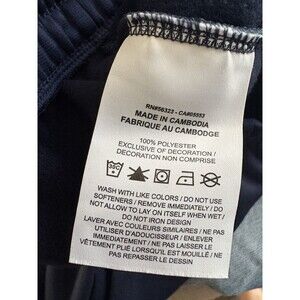 RN#56323 - CA#05553
MADE IN CAMBODIA
FABRIQUE AU CAMBODGE
100% POLYESTER
EXCLUSIVE OF DECORATION /
DECORATION NON COMPRISE
WASH WITH LIKE COLORS / DO NOT USE
SOFTENERS / REMOVE IMMEDIATELY / DO
NOT ALLOW TO LAY ON ITSELF WHEN WET /
DO NOT IRON DESIGN
LAVER AVEC COULEURS SIMILAIRES / NE PAS
UTILISER D'ADOUCISSEUR / ENLEVER
IMMÉDIATEMENT / NE PAS LAISSER LE
VÊTEMENT PLIÉ LORSQU'IL EST MOUILLÉ / NE
PAS REPASSER LE DESSIN